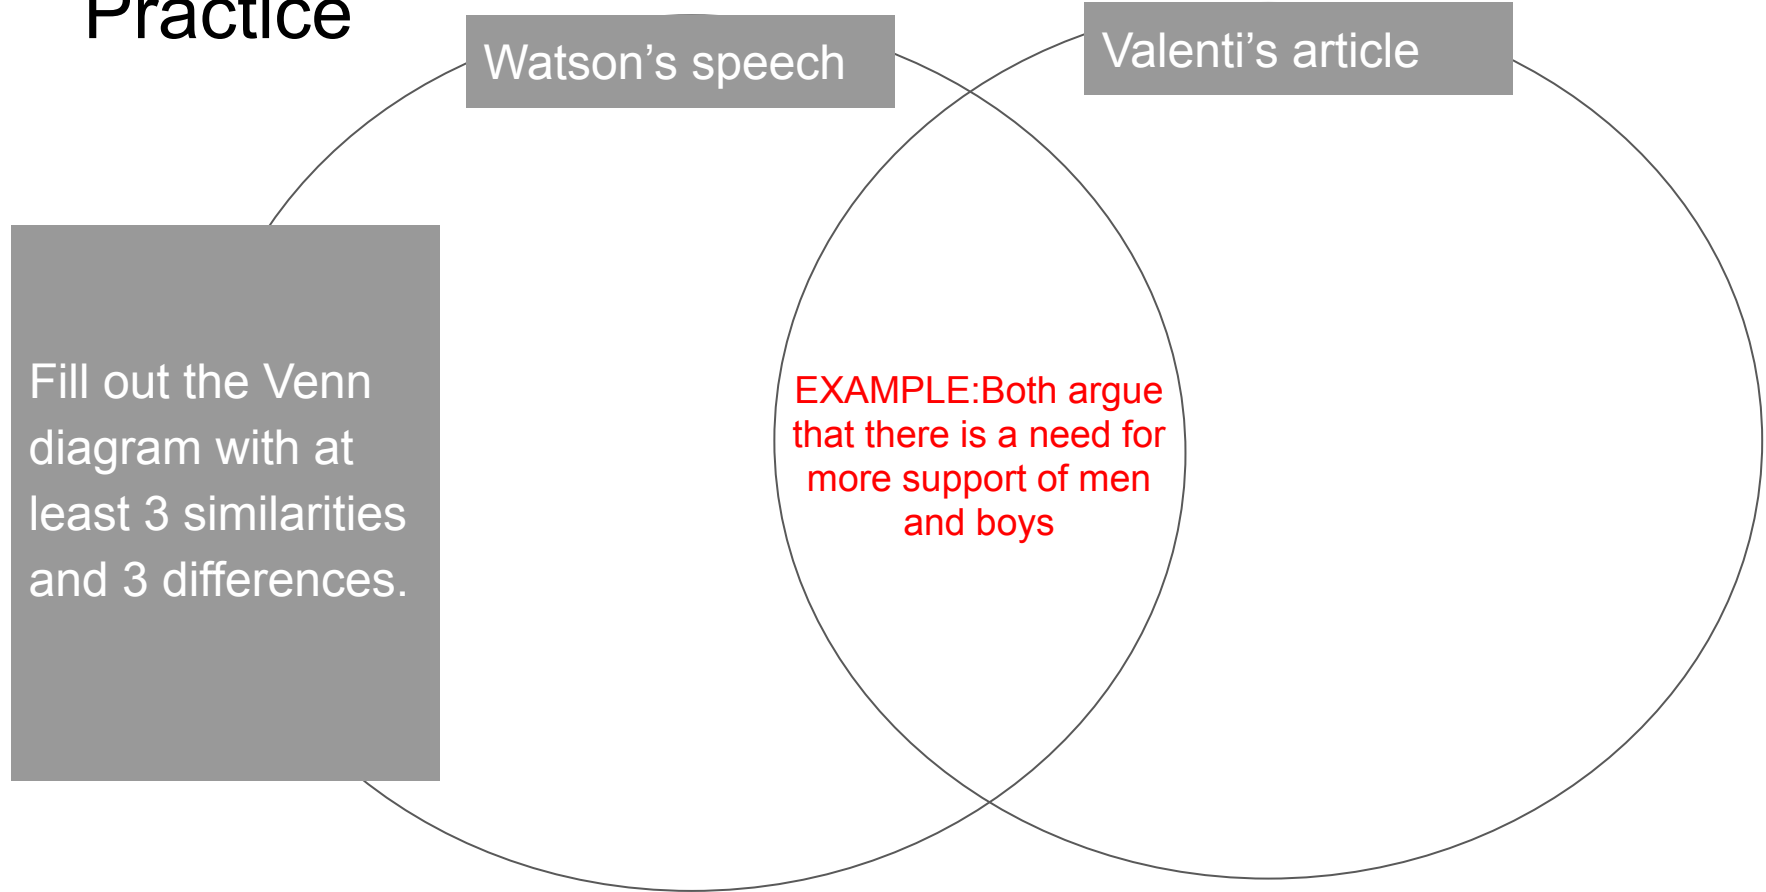 Practice
Watson’s speech
Valenti’s article
Fill out the Venn
diagram with at
least 3 similarities
and 3 differences.
EXAMPLE:Both argue
that there is a need for
more support of men
and boys